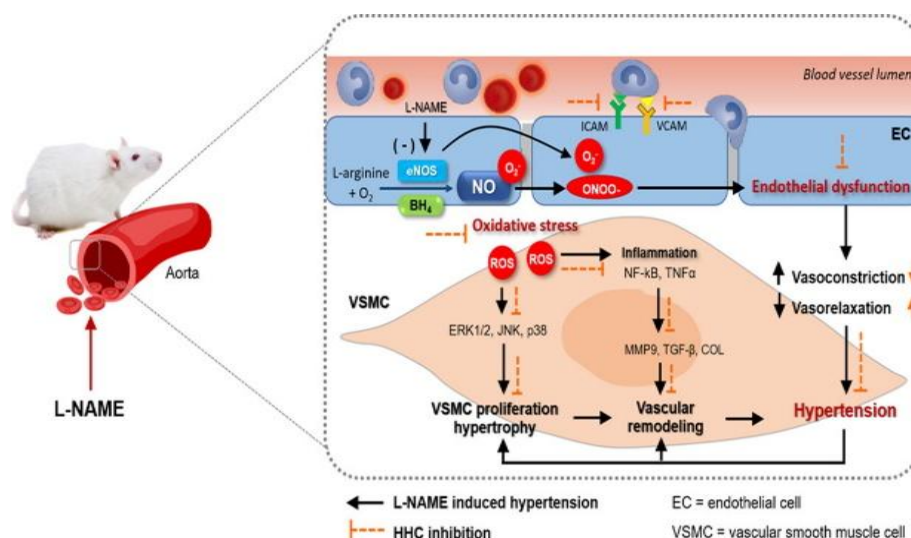 Blood vessel lumen
L-NAME
ICAM
VCAM
EC
(-)
eNOS
O₂⁻
O₂⁻
L-arginine
+ O₂
NO
ONOO-
Endothelial dysfunction
BH₄
Oxidative stress
Aorta
ROS
ROS
Inflammation
NF-kB, TNFα
Vasoconstriction
VSMC
Vasorelaxation
ERK1/2, JNK, p38
MMP9, TGF-β, COL
L-NAME
VSMC proliferation
hypertrophy
Vascular
remodeling
Hypertension
L-NAME induced hypertension
EC = endothelial cell
HHC inhibition
VSMC = vascular smooth muscle cell